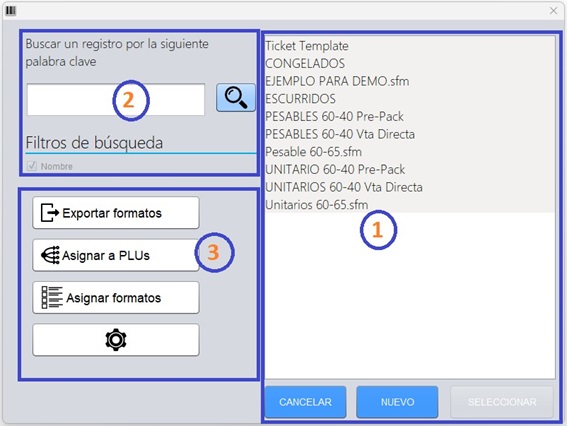 Buscar un registro por la siguiente
palabra clave
2
Filtros de búsqueda
Nombre
Exportar formatos
Asignar a PLUs
3
Asignar formatos
Ticket Template
CONGELADOS
EJEMPLO PARA DEMO.sfm
ESCURRIDOS
PESABLES 60-40 Pre-Pack
PESABLES 60-40 Vta Directa
Pesable 60-65.sfm
UNITARIO 60-40 Pre-Pack
UNITARIOS 60-40 Vta Directa
Unitarios 60-65.sfm
1
CANCELAR
NUEVO
SELECCIONAR